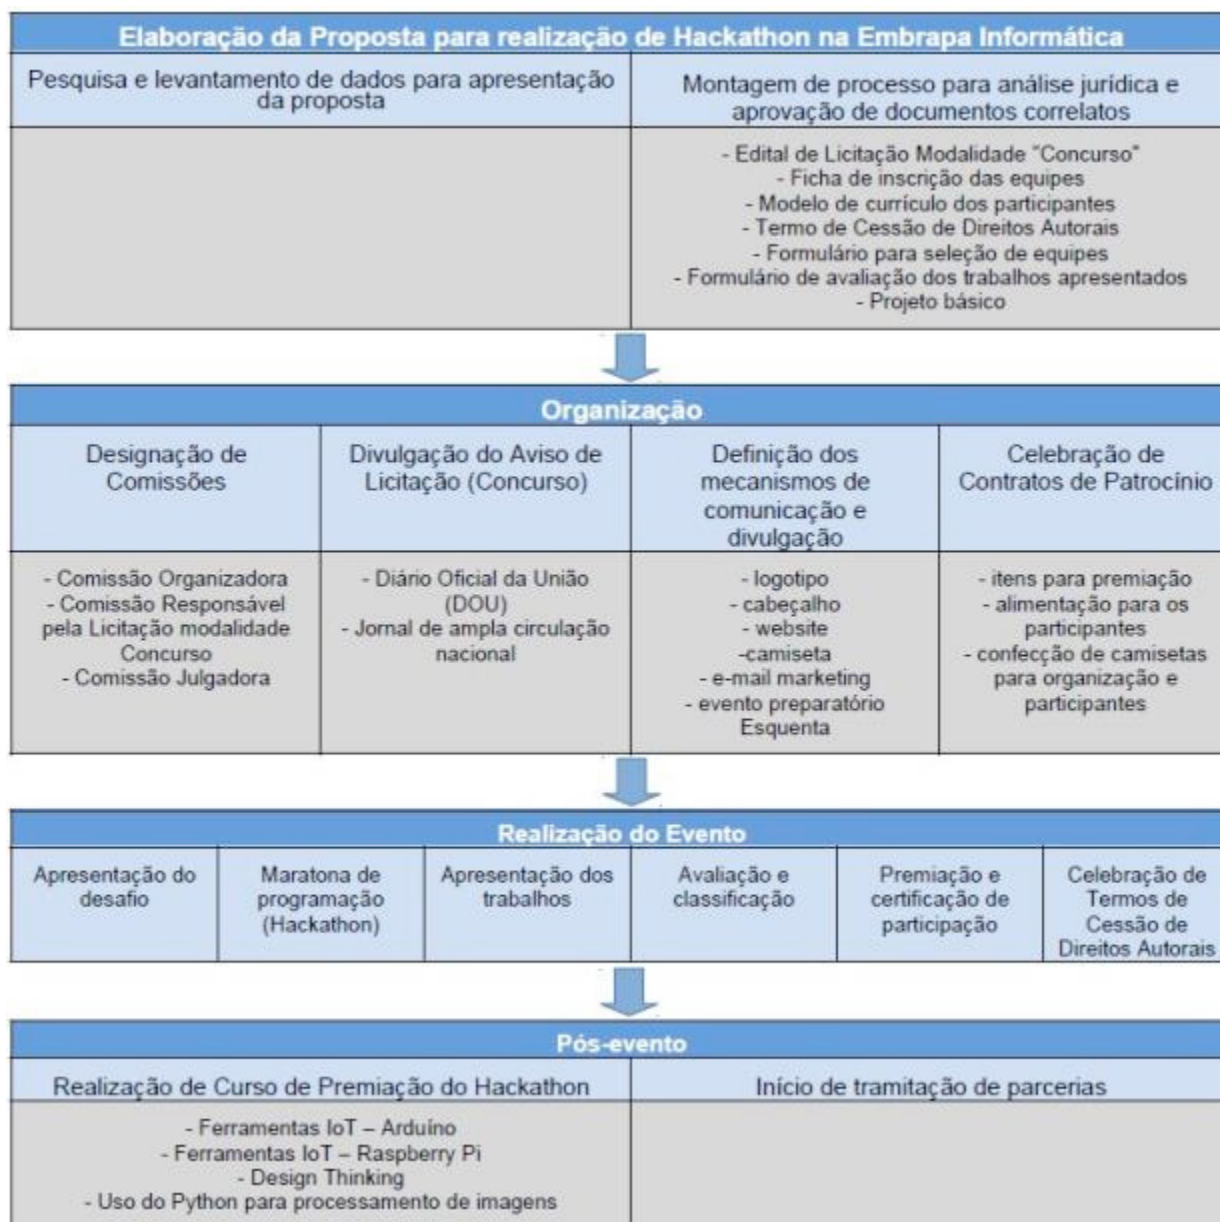 Elaboração da Proposta para realização de Hackathon na Embrapa Informática
Pesquisa e levantamento de dados para apresentação
da proposta
Montagem de processo para análise jurídica e
aprovação de documentos correlatos
- Edital de Licitação Modalidade "Concurso"
- Ficha de inscrição das equipes
- Modelo de currículo dos participantes
- Termo de Cessão de Direitos Autorais
- Formulário para seleção de equipes
- Formulário de avaliação dos trabalhos apresentados
- Projeto básico
Organização
Designação de
Comissões
- Comissão Organizadora
- Comissão Responsável
pela Licitação modalidade
Concurso
- Comissão Julgadora
Divulgação do Aviso de
Licitação (Concurso)
- Diário Oficial da União
(DOU)
- Jornal de ampla circulação
nacional
Definição dos
mecanismos de
comunicação e
divulgação
- logotipo
- cabeçalho
- website
-camiseta
- e-mail marketing
- evento preparatório
Esquenta
Celebração de
Contratos de Patrocínio
- itens para premiação
- alimentação para os
participantes
- confecção de camisetas
para organização e
participantes
Realização do Evento
Apresentação do
desafio
Maratona de
programação
(Hackathon)
Apresentação dos
trabalhos
Avaliação e
classificação
Premiação e
certificação de
participação
Celebração de
Termos de
Cessão de
Direitos Autorais
Pós-evento
Realização de Curso de Premiação do Hackathon
- Ferramentas IoT – Arduíno
- Ferramentas IoT – Raspberry Pi
- Design Thinking
- Uso do Python para processamento de imagens
Início de tramitação de parcerias